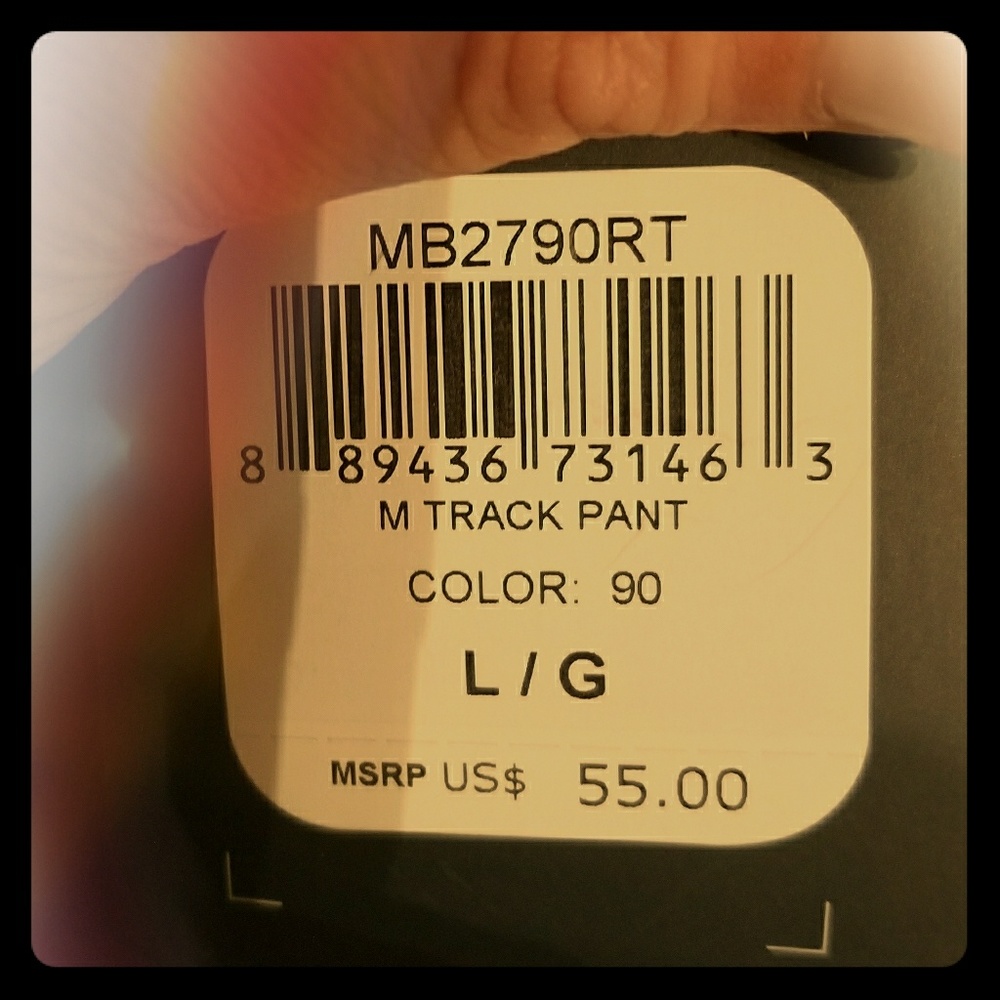 MB2790RT
8 89436 73146 3
M TRACK PANT
COLOR: 90
L / G
MSRP US$ 55.00